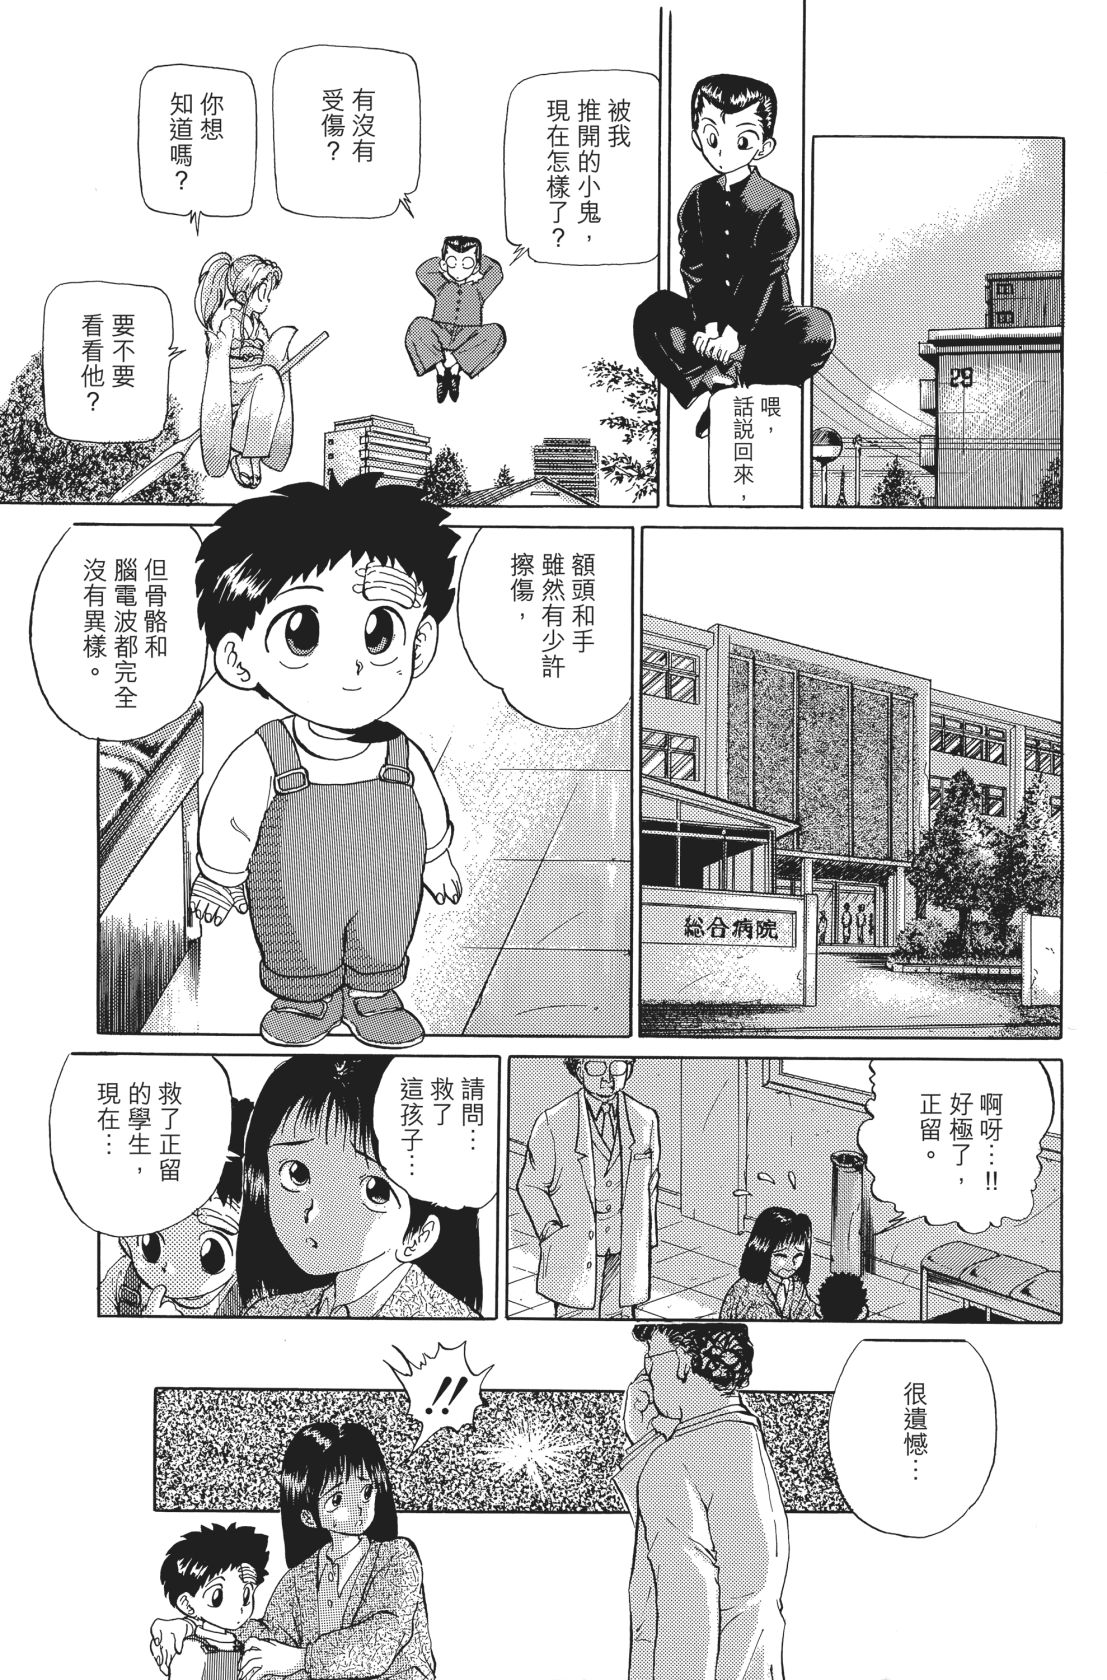 29
喂，
話説回來，
被我
推開的小鬼，
現在怎樣了？
有沒有
受傷？
你想
知道嗎？
要不要
看看他？
総合病院
額頭和手
雖然有少許
擦傷，
但骨骼和
腦電波都完全
沒有異樣。
啊呀…!!
好極了，
正留。
請問…
救了
這孩子…
救了正留
的學生，
現在…
很遺憾…
!!